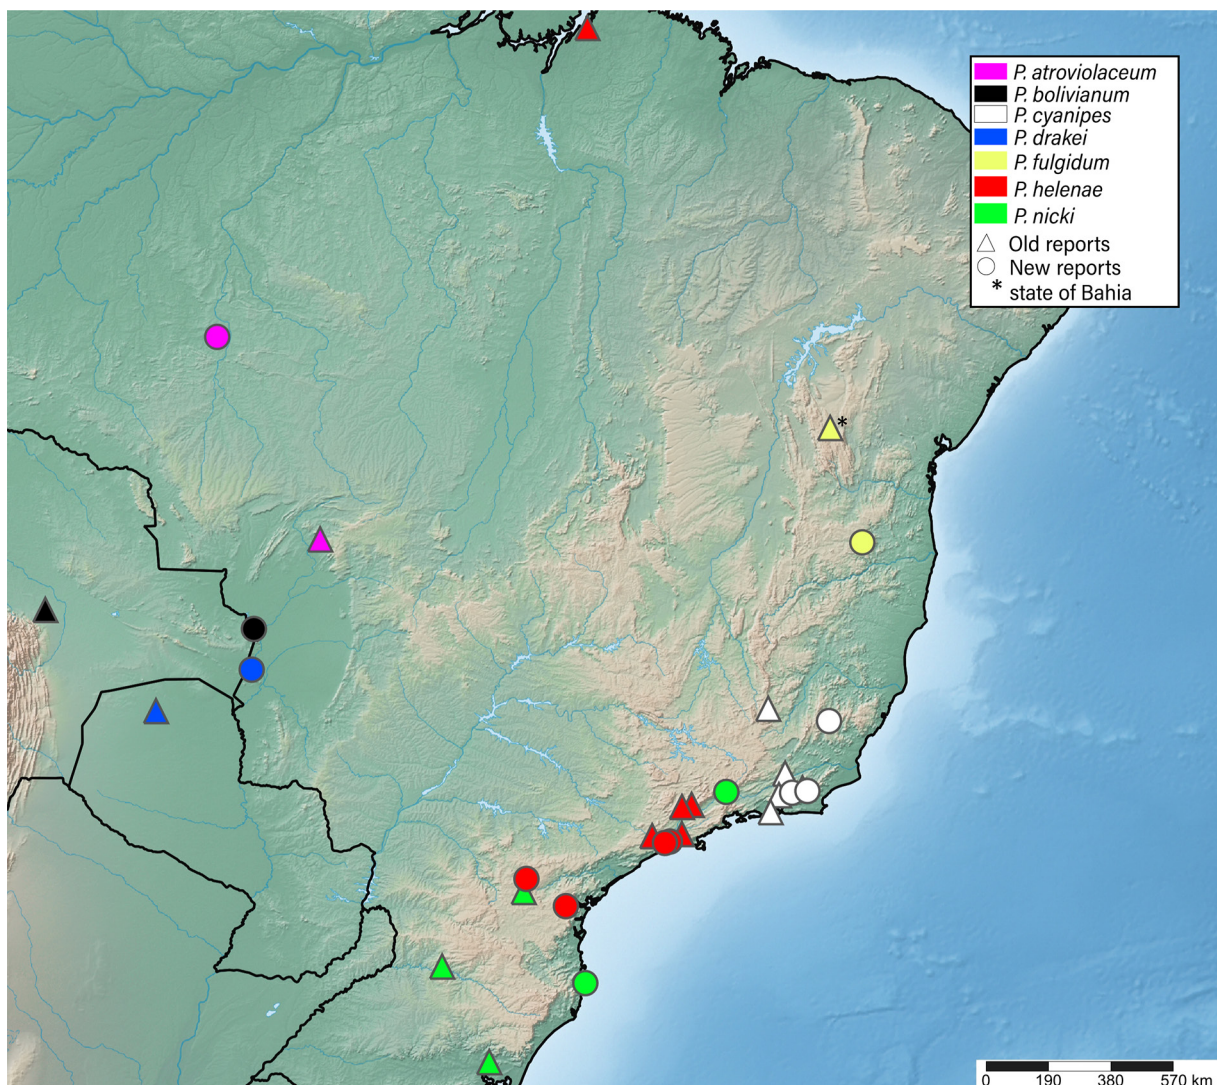 P. atroviolaceum
P. bolivianum
P. cyanipes
P. drakei
P. fulgidum
P. helenae
P. nicki
Old reports
New reports
* state of Bahia
*
0 190 380 570 km